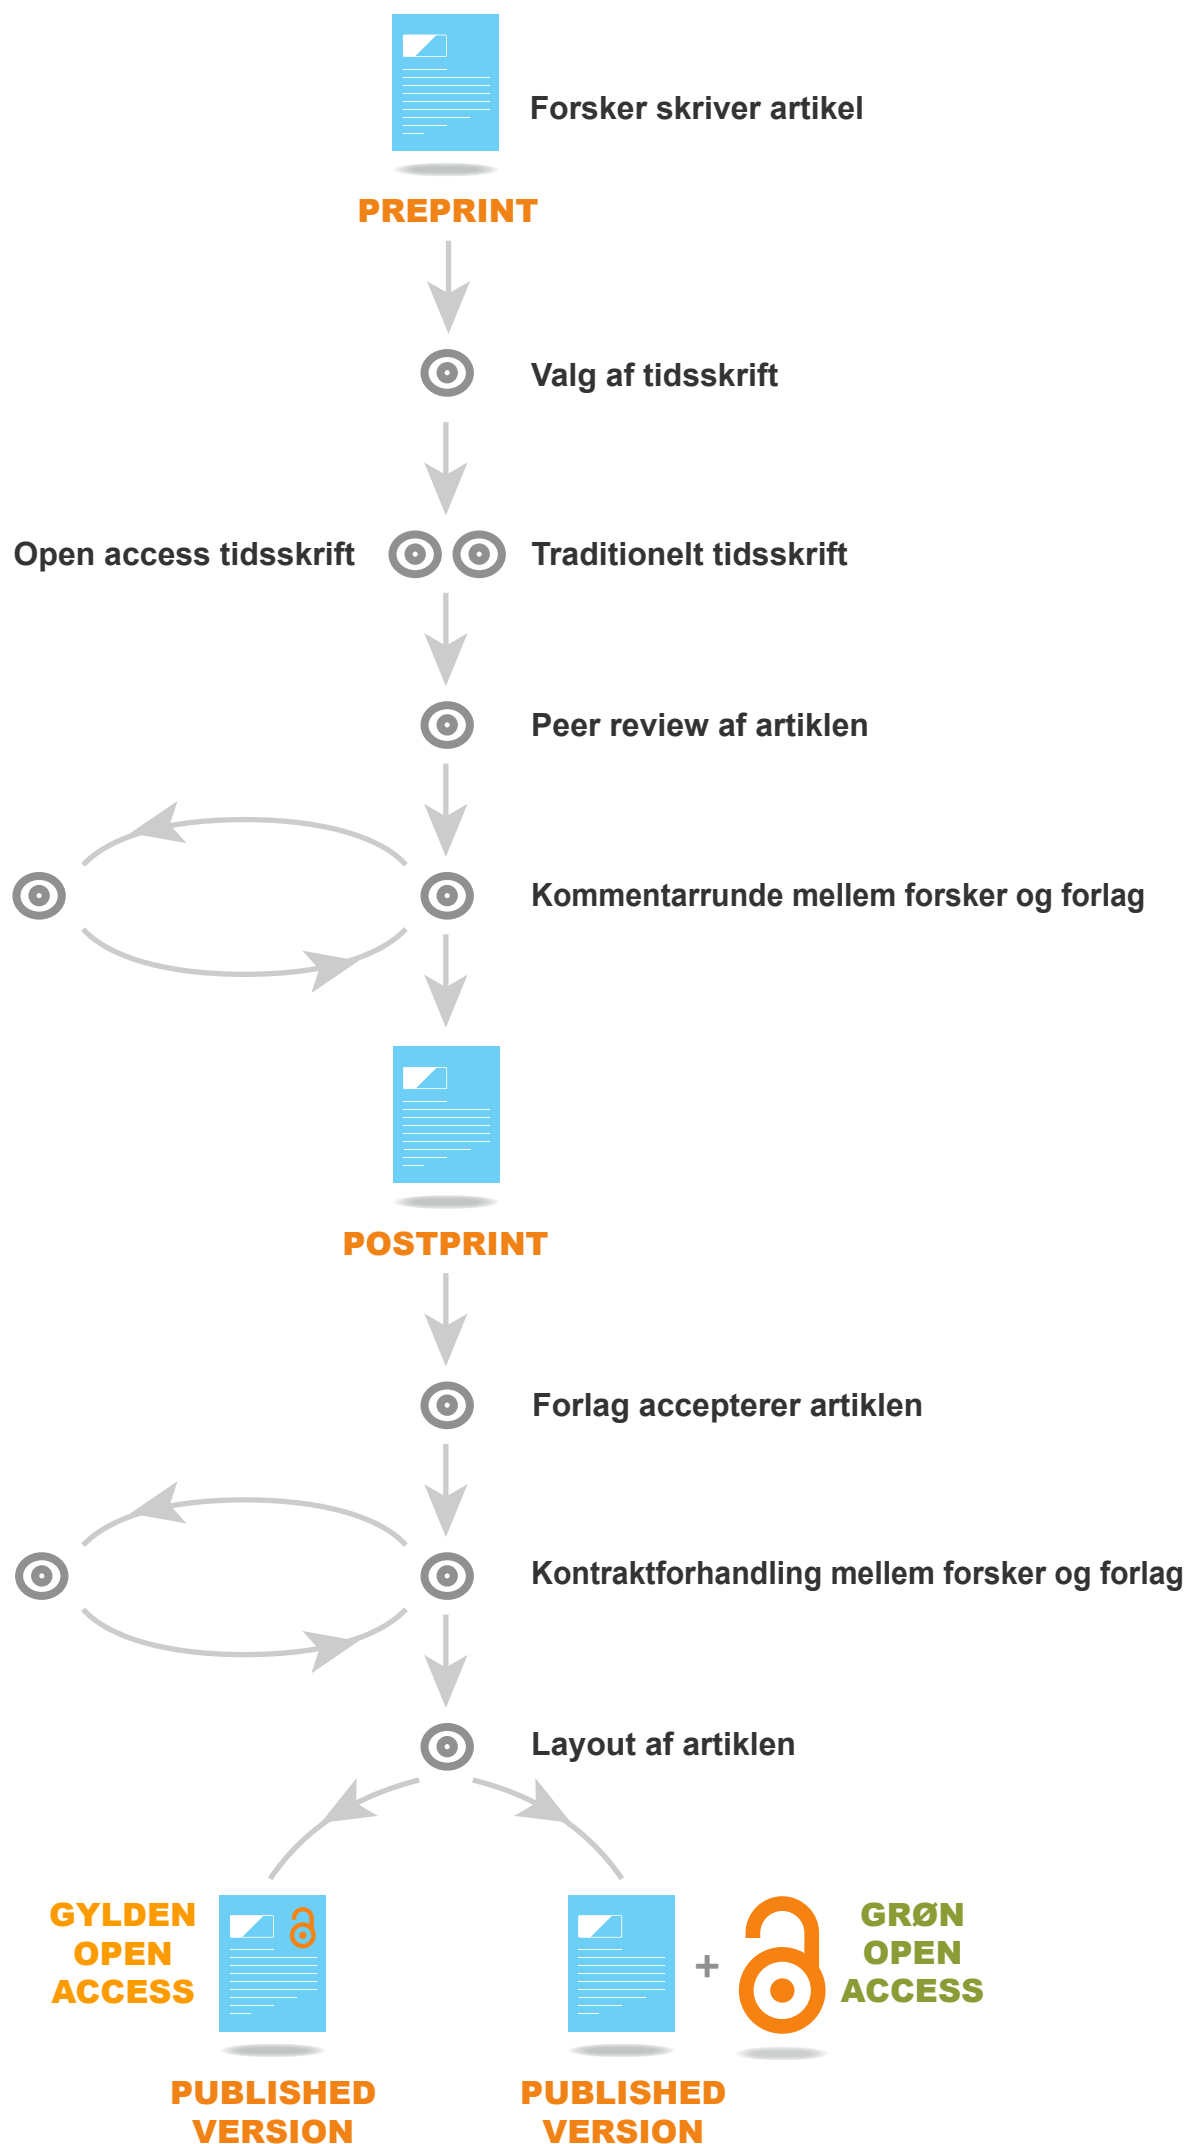 Forsker skriver artikel
PREPRINT
Valg af tidsskrift
Open access tidsskrift
Traditionelt tidsskrift
Peer review af artiklen
Kommentarrunde mellem forsker og forlag
POSTPRINT
Forlag accepterer artiklen
Kontraktforhandling mellem forsker og forlag
Layout af artiklen
GYLDEN
OPEN
ACCESS
+
GRØN
OPEN
ACCESS
PUBLISHED
VERSION
PUBLISHED
VERSION